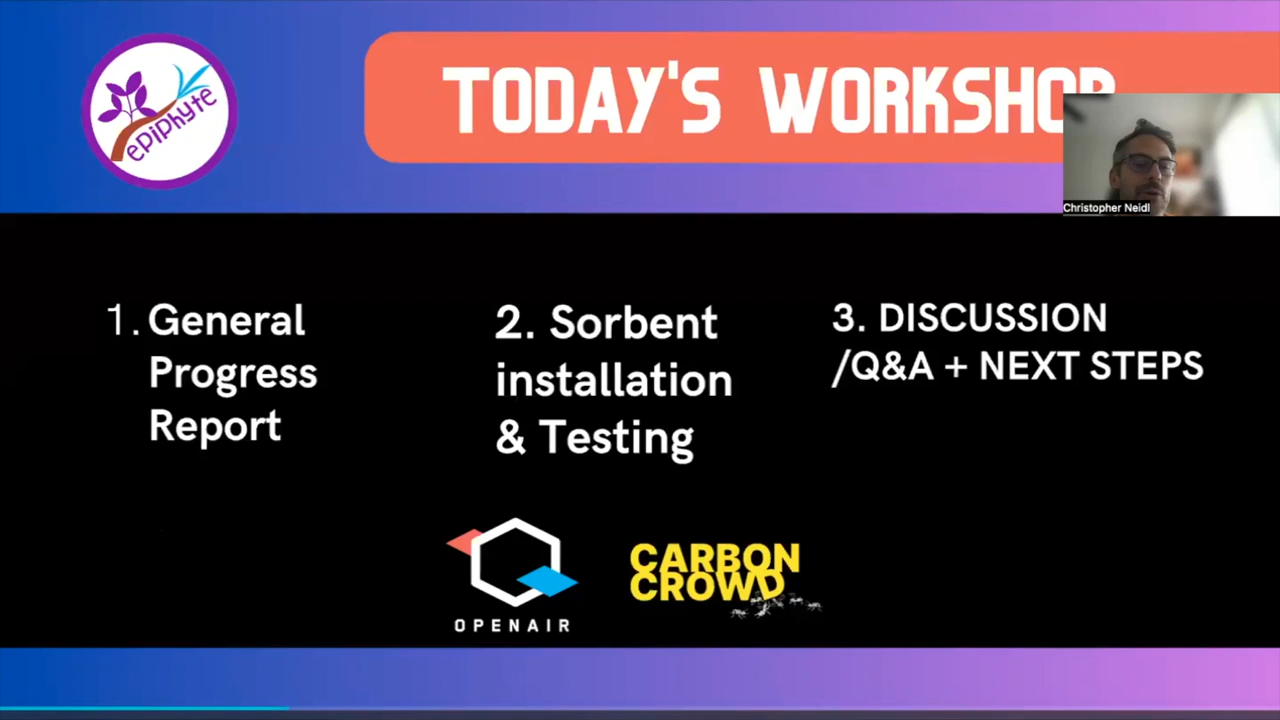 epiphyte
TODAY'S WORKSHOP
Christopher Neidl
1. General
Progress
Report
2. Sorbent
installation
& Testing
3. DISCUSSION
/Q&A + NEXT STEPS
OPENAIR
CARBON
CROWD